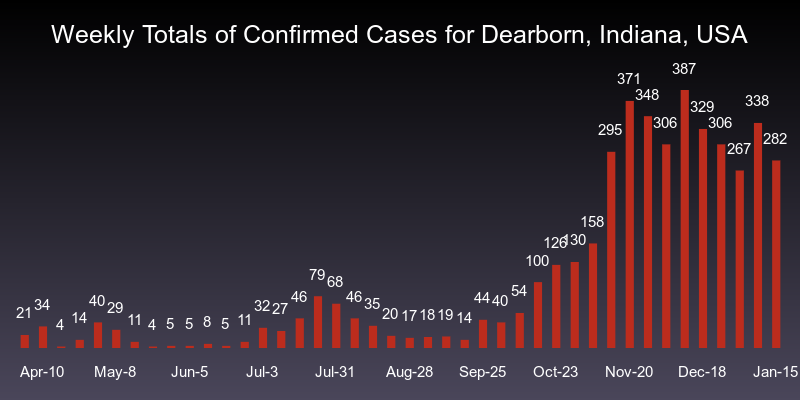 Weekly Totals of Confirmed Cases for Dearborn, Indiana, USA
21 34 4 14 40 29 11 4 5 5 8 5 11 32 27 46 79 68 46 35 20 17 18 19 14 44 40 54 100 126 130 158 295 371 348 306 387 329 306 267 338 282
Apr-10 May-8 Jun-5 Jul-3 Jul-31 Aug-28 Sep-25 Oct-23 Nov-20 Dec-18 Jan-15